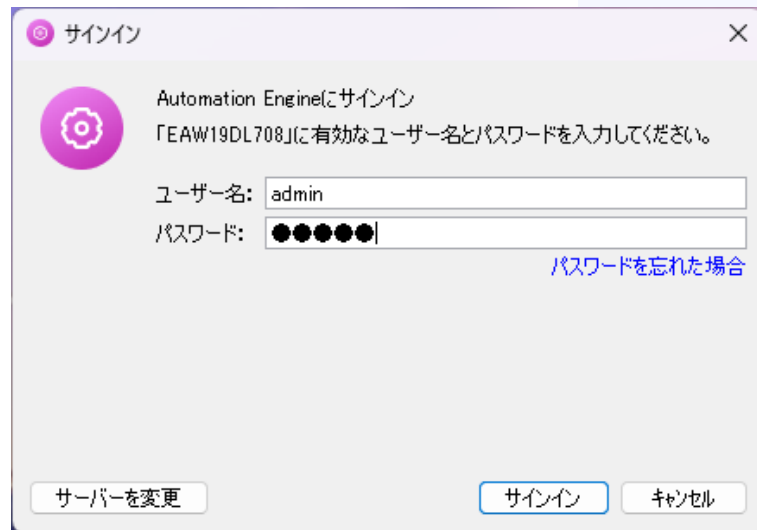 サインイン
Automation Engineにサインイン
「EAW19DL708」に有効なユーザー名とパスワードを入力してください。
ユーザー名: admin
パスワード: ●●●●●
パスワードを忘れた場合
サーバーを変更 サインイン キャンセル